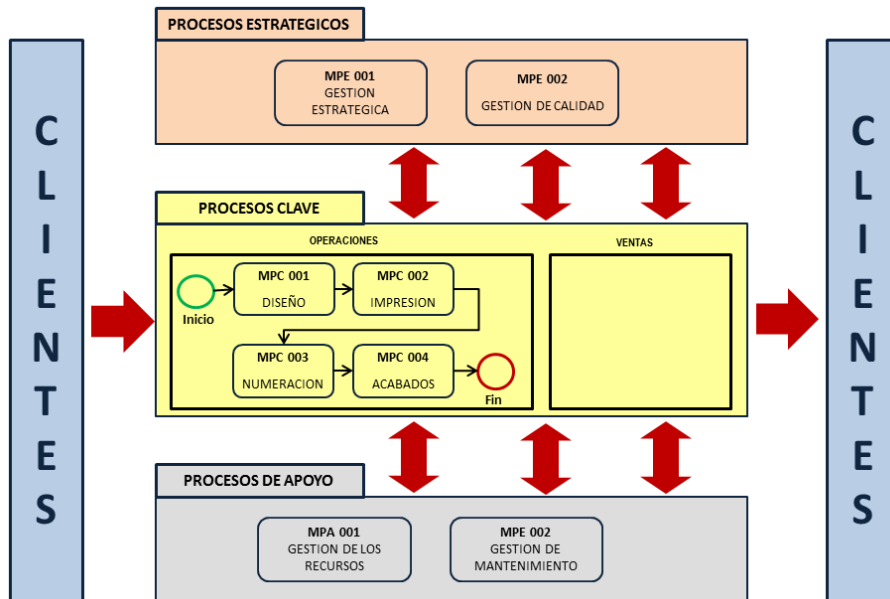 PROCESOS ESTRATEGICOS
MPE 001
GESTION
ESTRATEGICA
MPE 002
GESTION DE CALIDAD
CLIENTES
CLIENTES
PROCESOS CLAVE
OPERACIONES
VENTAS
Inicio
MPC 001
DISEÑO
MPC 002
IMPRESION
MPC 003
NUMERACION
MPC 004
ACABADOS
Fin
PROCESOS DE APOYO
MPA 001
GESTION DE LOS
RECURSOS
MPE 002
GESTION DE
MANTENIMIENTO